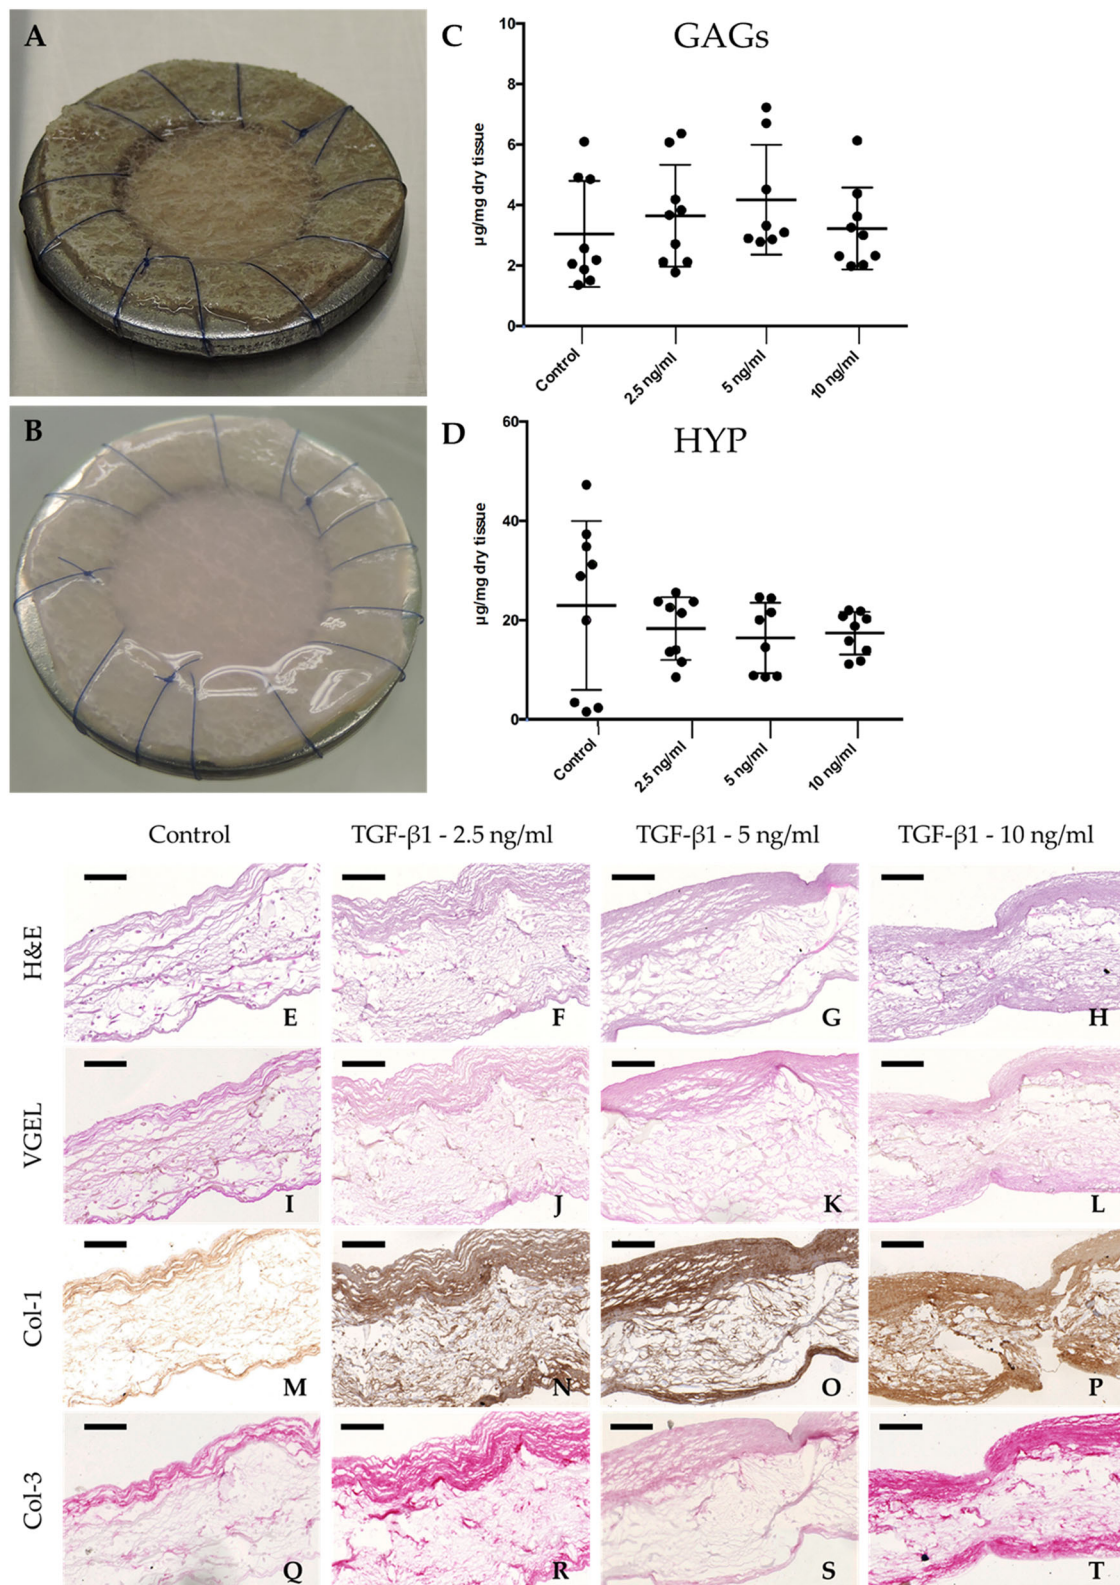 A
B
C
GAGs
µg/mg dry tissue
10
8
6
4
2
0
Control
2.5 ng/ml
5 ng/ml
10 ng/ml
D
HYP
µg/mg dry tissue
60
40
20
0
Control
2.5 ng/ml
5 ng/ml
10 ng/ml
Control
TGF-β1 - 2.5 ng/ml
TGF-β1 - 5 ng/ml
TGF-β1 - 10 ng/ml
H&E
E
F
G
H
VGEL
I
J
K
L
Col-1
M
N
O
P
Col-3
Q
R
S
T